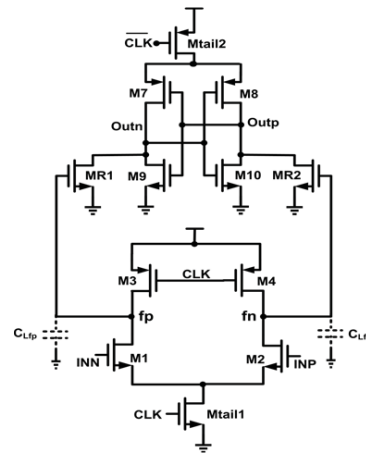 CLK
Mtail2
M7
M8
Outn
Outp
MR1
M9
M10
MR2
M3
CLK
M4
fp
fn
CLfp
CLf
INN
M1
M2
INP
CLK
Mtail1